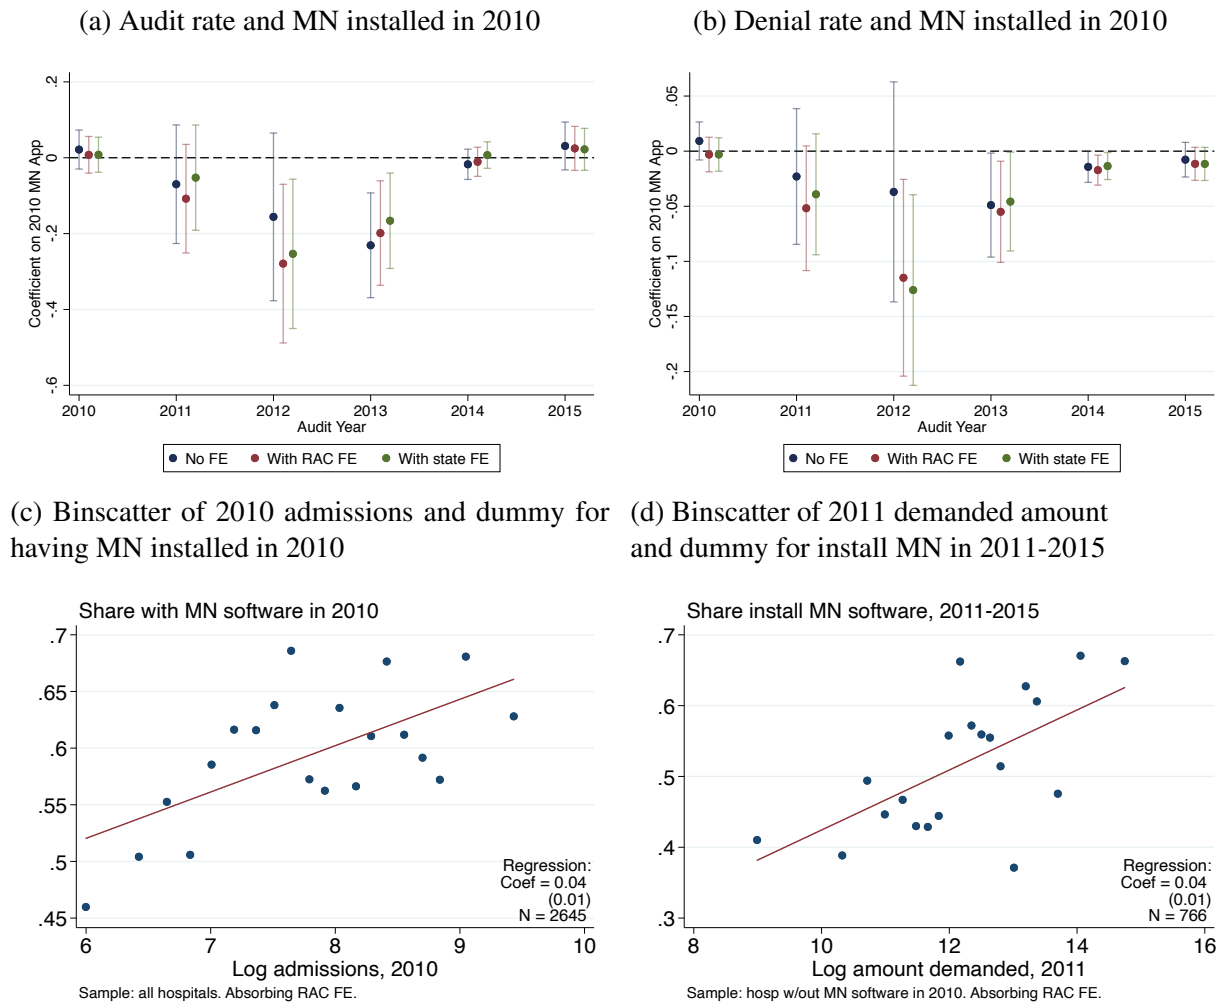 (a) Audit rate and MN installed in 2010
Coefficient on 2010 MN App
.2
0
-.2
-.4
-.6
2010 2011 2012 2013 2014 2015
Audit Year
No FE With RAC FE With state FE
(b) Denial rate and MN installed in 2010
Coefficient on 2010 MN App
.05
0
-.05
-.1
-.15
-.2
2010 2011 2012 2013 2014 2015
Audit Year
No FE With RAC FE With state FE
(c) Binscatter of 2010 admissions and dummy for
having MN installed in 2010
Share with MN software in 2010
.7
.65
.6
.55
.5
.45
Regression:
Coef = 0.04
(0.01)
N = 2645
6 7 8 9 10
Log admissions, 2010
Sample: all hospitals. Absorbing RAC FE.
(d) Binscatter of 2011 demanded amount
and dummy for install MN in 2011-2015
Share install MN software, 2011-2015
.7
.6
.5
.4
.3
Regression:
Coef = 0.04
(0.01)
N = 766
8 10 12 14 16
Log amount demanded, 2011
Sample: hosp w/out MN software in 2010. Absorbing RAC FE.